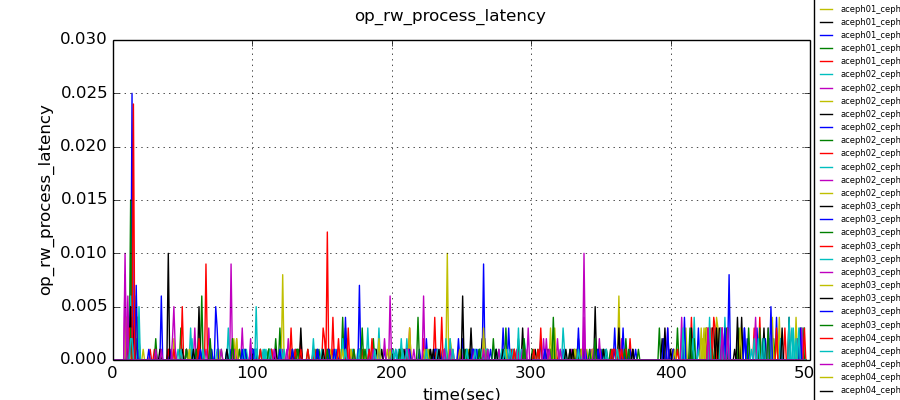 op_rw_process_latency
0.030
0.025
0.020
0.015
0.010
0.005
0.000
op_rw_process_latency
0
100
200
300
400
50
time(sec)
aceph01_ceph
aceph01_ceph
aceph01_ceph
aceph01_ceph
aceph01_ceph
aceph02_ceph
aceph02_ceph
aceph02_ceph
aceph02_ceph
aceph02_ceph
aceph02_ceph
aceph02_ceph
aceph02_ceph
aceph02_ceph
aceph02_ceph
aceph03_ceph
aceph03_ceph
aceph03_ceph
aceph03_ceph
aceph03_ceph
aceph03_ceph
aceph03_ceph
aceph03_ceph
aceph03_ceph
aceph03_ceph
aceph04_ceph
aceph04_ceph
aceph04_ceph
aceph04_ceph
aceph04_ceph